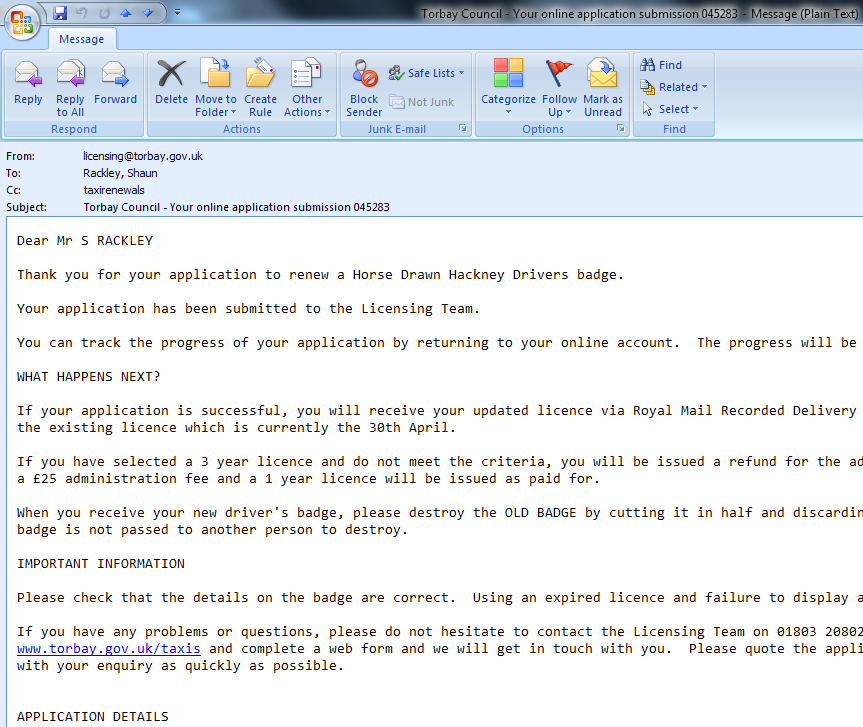 Torbay Council - Your online application submission 045283 - Message (Plain Text)
Message
Reply
Reply to All
Forward
Respond
Delete
Move to Folder
Create Rule
Other Actions
Actions
Block Sender
Safe Lists
Not Junk
Junk E-mail
Categorize
Follow Up
Mark as Unread
Options
Find
Related
Select
Find
From: licensing@torbay.gov.uk
To: Rackley, Shaun
Cc: taxirenewals
Subject: Torbay Council - Your online application submission 045283
Dear Mr S RACKLEY
Thank you for your application to renew a Horse Drawn Hackney Drivers badge.
Your application has been submitted to the Licensing Team.
You can track the progress of your application by returning to your online account.  The progress will be
WHAT HAPPENS NEXT?
If your application is successful, you will receive your updated licence via Royal Mail Recorded Delivery
the existing licence which is currently the 30th April.
If you have selected a 3 year licence and do not meet the criteria, you will be issued a refund for the ad
a £25 administration fee and a 1 year licence will be issued as paid for.
When you receive your new driver's badge, please destroy the OLD BADGE by cutting it in half and discardin
badge is not passed to another person to destroy.
IMPORTANT INFORMATION
Please check that the details on the badge are correct.  Using an expired licence and failure to display a
If you have any problems or questions, please do not hesitate to contact the Licensing Team on 01803 20802
www.torbay.gov.uk/taxis and complete a web form and we will get in touch with you.  Please quote the appli
with your enquiry as quickly as possible.
APPLICATION DETAILS